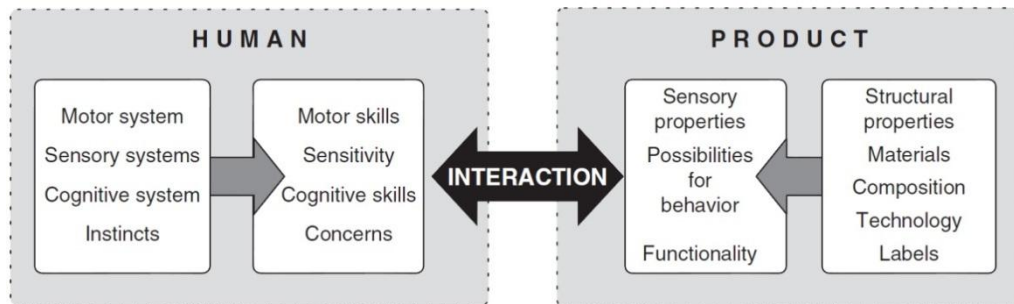 HUMAN
Motor system
Sensory systems
Cognitive system
Instincts
Motor skills
Sensitivity
Cognitive skills
Concerns
INTERACTION
PRODUCT
Sensory
properties
Possibilities
for
behavior
Functionality
Structural
properties
Materials
Composition
Technology
Labels